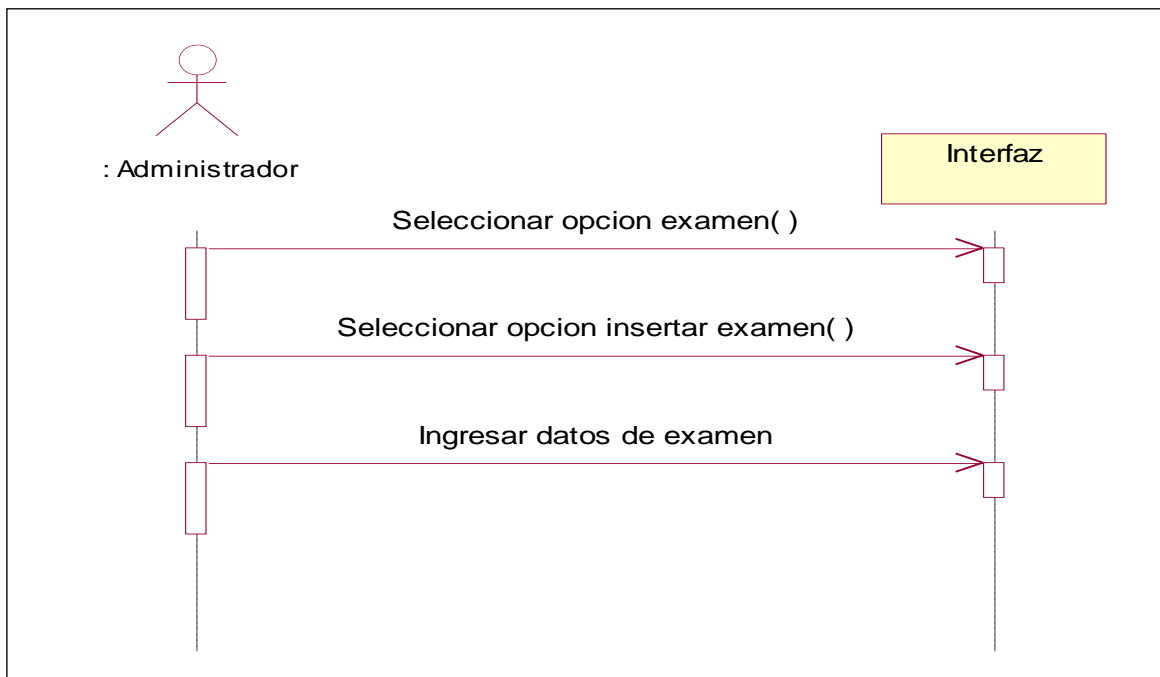 : Administrador
Interfaz
Seleccionar opcion examen( )
Seleccionar opcion insertar examen( )
Ingresar datos de examen